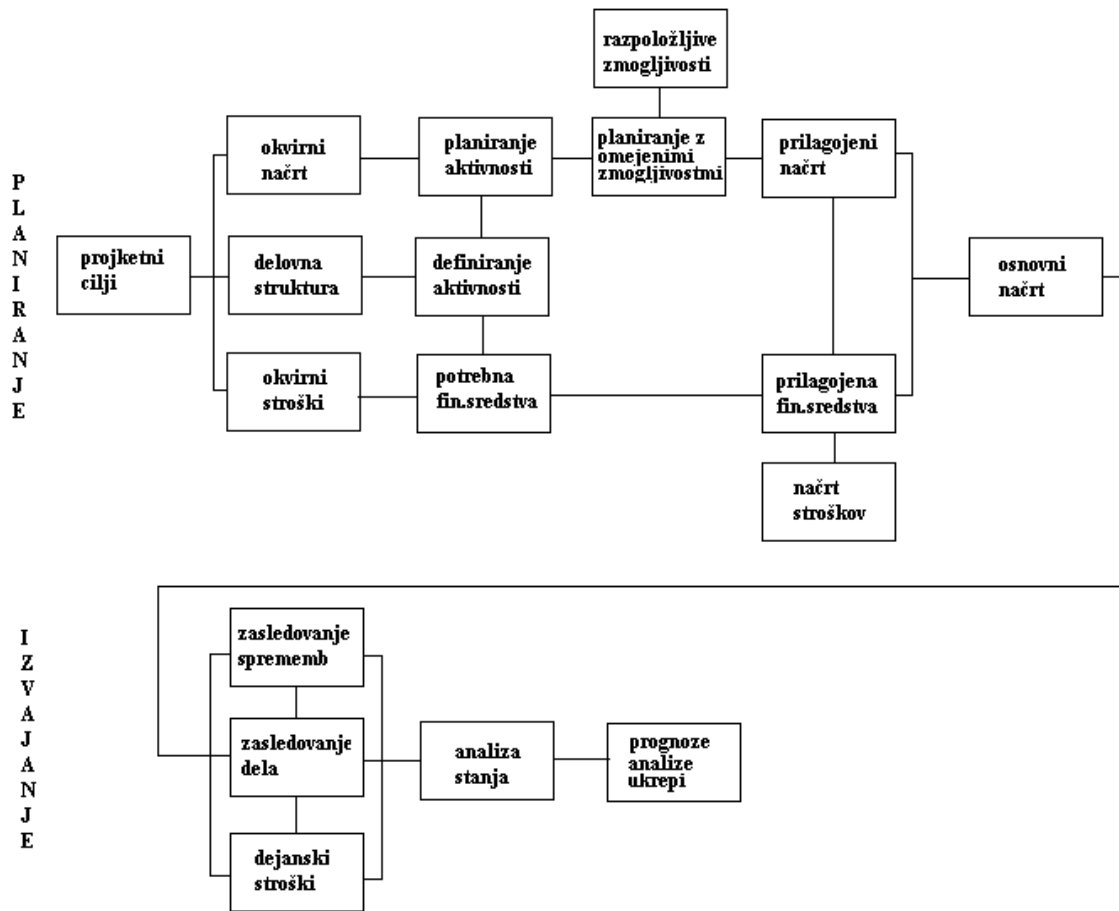 PLANIRANJE
projketni
cilji
okvirni
načrt
delovna
struktura
okvirni
stroški
planiranje
aktivnosti
definiranje
aktivnosti
potrebna
fin.sredstva
razpoložljive
zmogljivosti
planiranje z
omejenimi
zmogljivostmi
prilagojeni
načrt
prilagojena
fin.sredstva
načrt
stroškov
osnovni
načrt
IZVAJANJE
zasledovanje
sprememb
zasledovanje
dela
dejanski
stroški
analiza
stanja
prognoze
analize
ukrepi